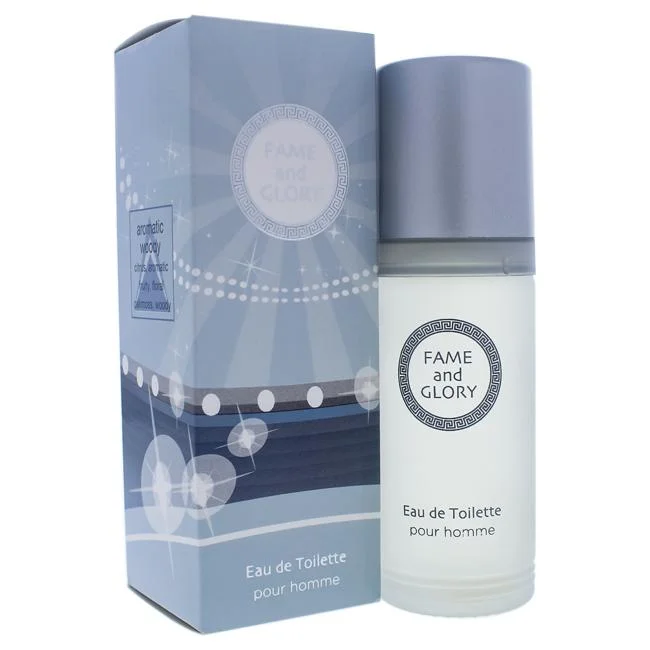 FAME
and
GLORY
aromatic
woody
citrus, aromatic
fruity, floral
oakmoss, woody
Eau de Toilette
pour homme
FAME
and
GLORY
Eau de Toilette
pour homme